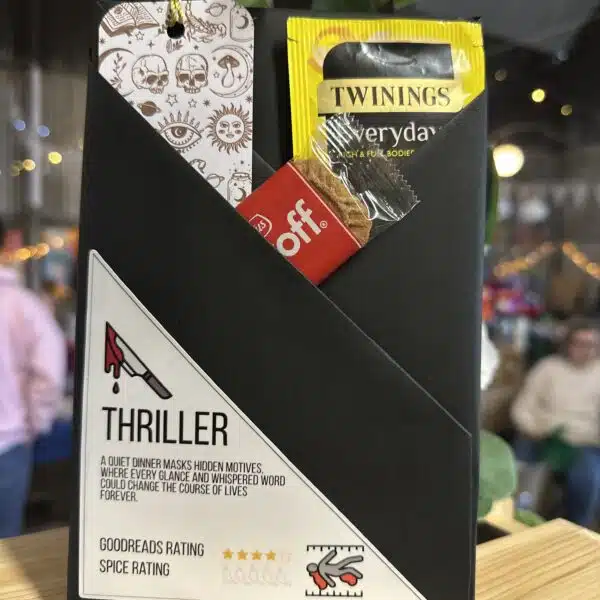 TWININGS
Everyday
off
THRILLER
A QUIET DINNER MASKS HIDDEN MOTIVES,
WHERE EVERY GLANCE AND WHISPERED WORD
COULD CHANGE THE COURSE OF LIVES
FOREVER.
GOODREADS RATING
SPICE RATING